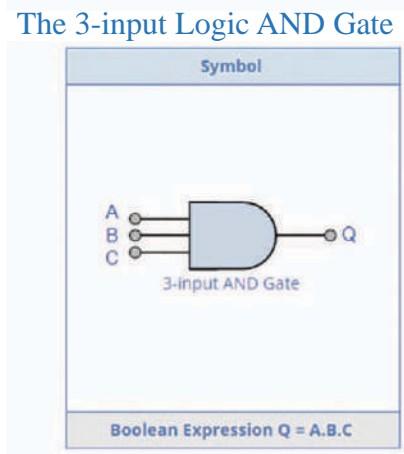 The 3-input Logic AND Gate
Symbol
A
B
C
Q
3-input AND Gate
Boolean Expression Q = A.B.C